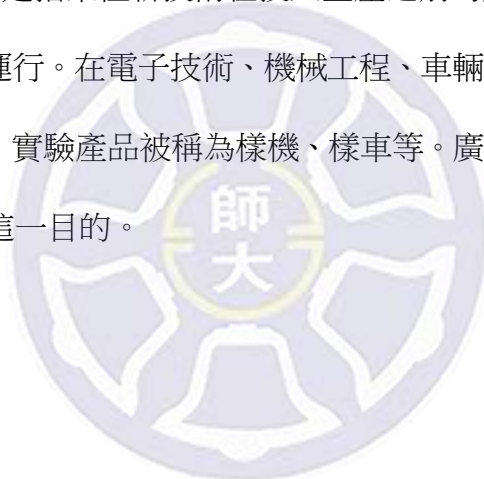 運行。在電子技術、機械工程、車輛
實驗產品被稱為樣機、樣車等。廣
這一目的。
師
大